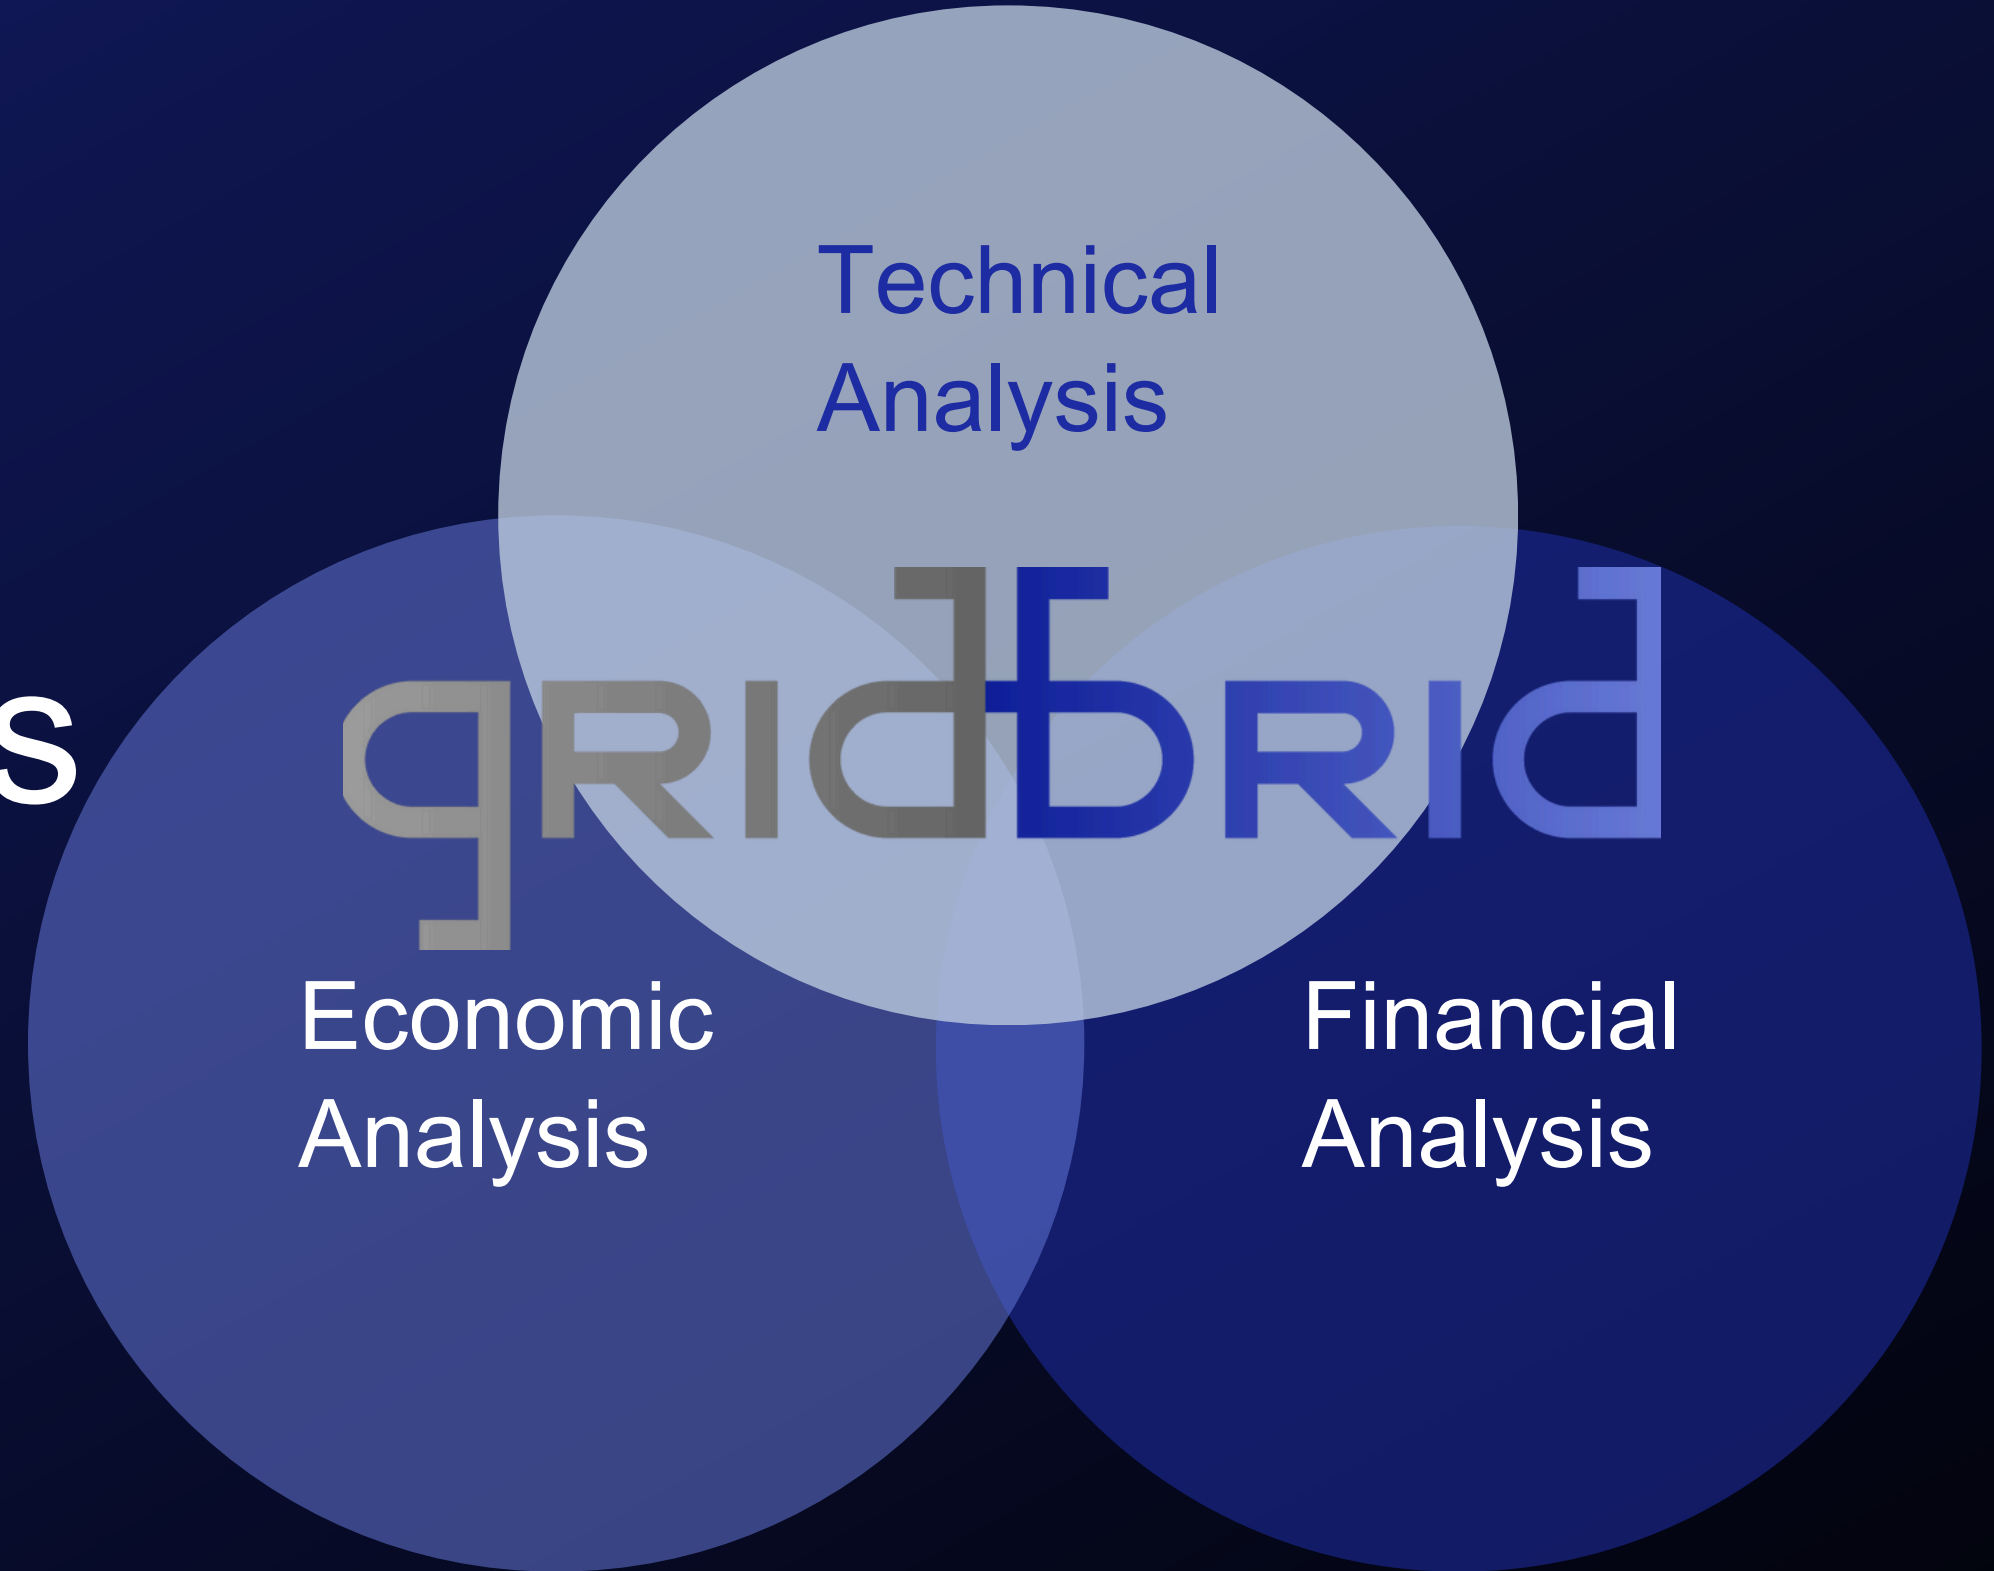 Technical
Analysis
gridbrid
s
Economic
Analysis
Financial
Analysis